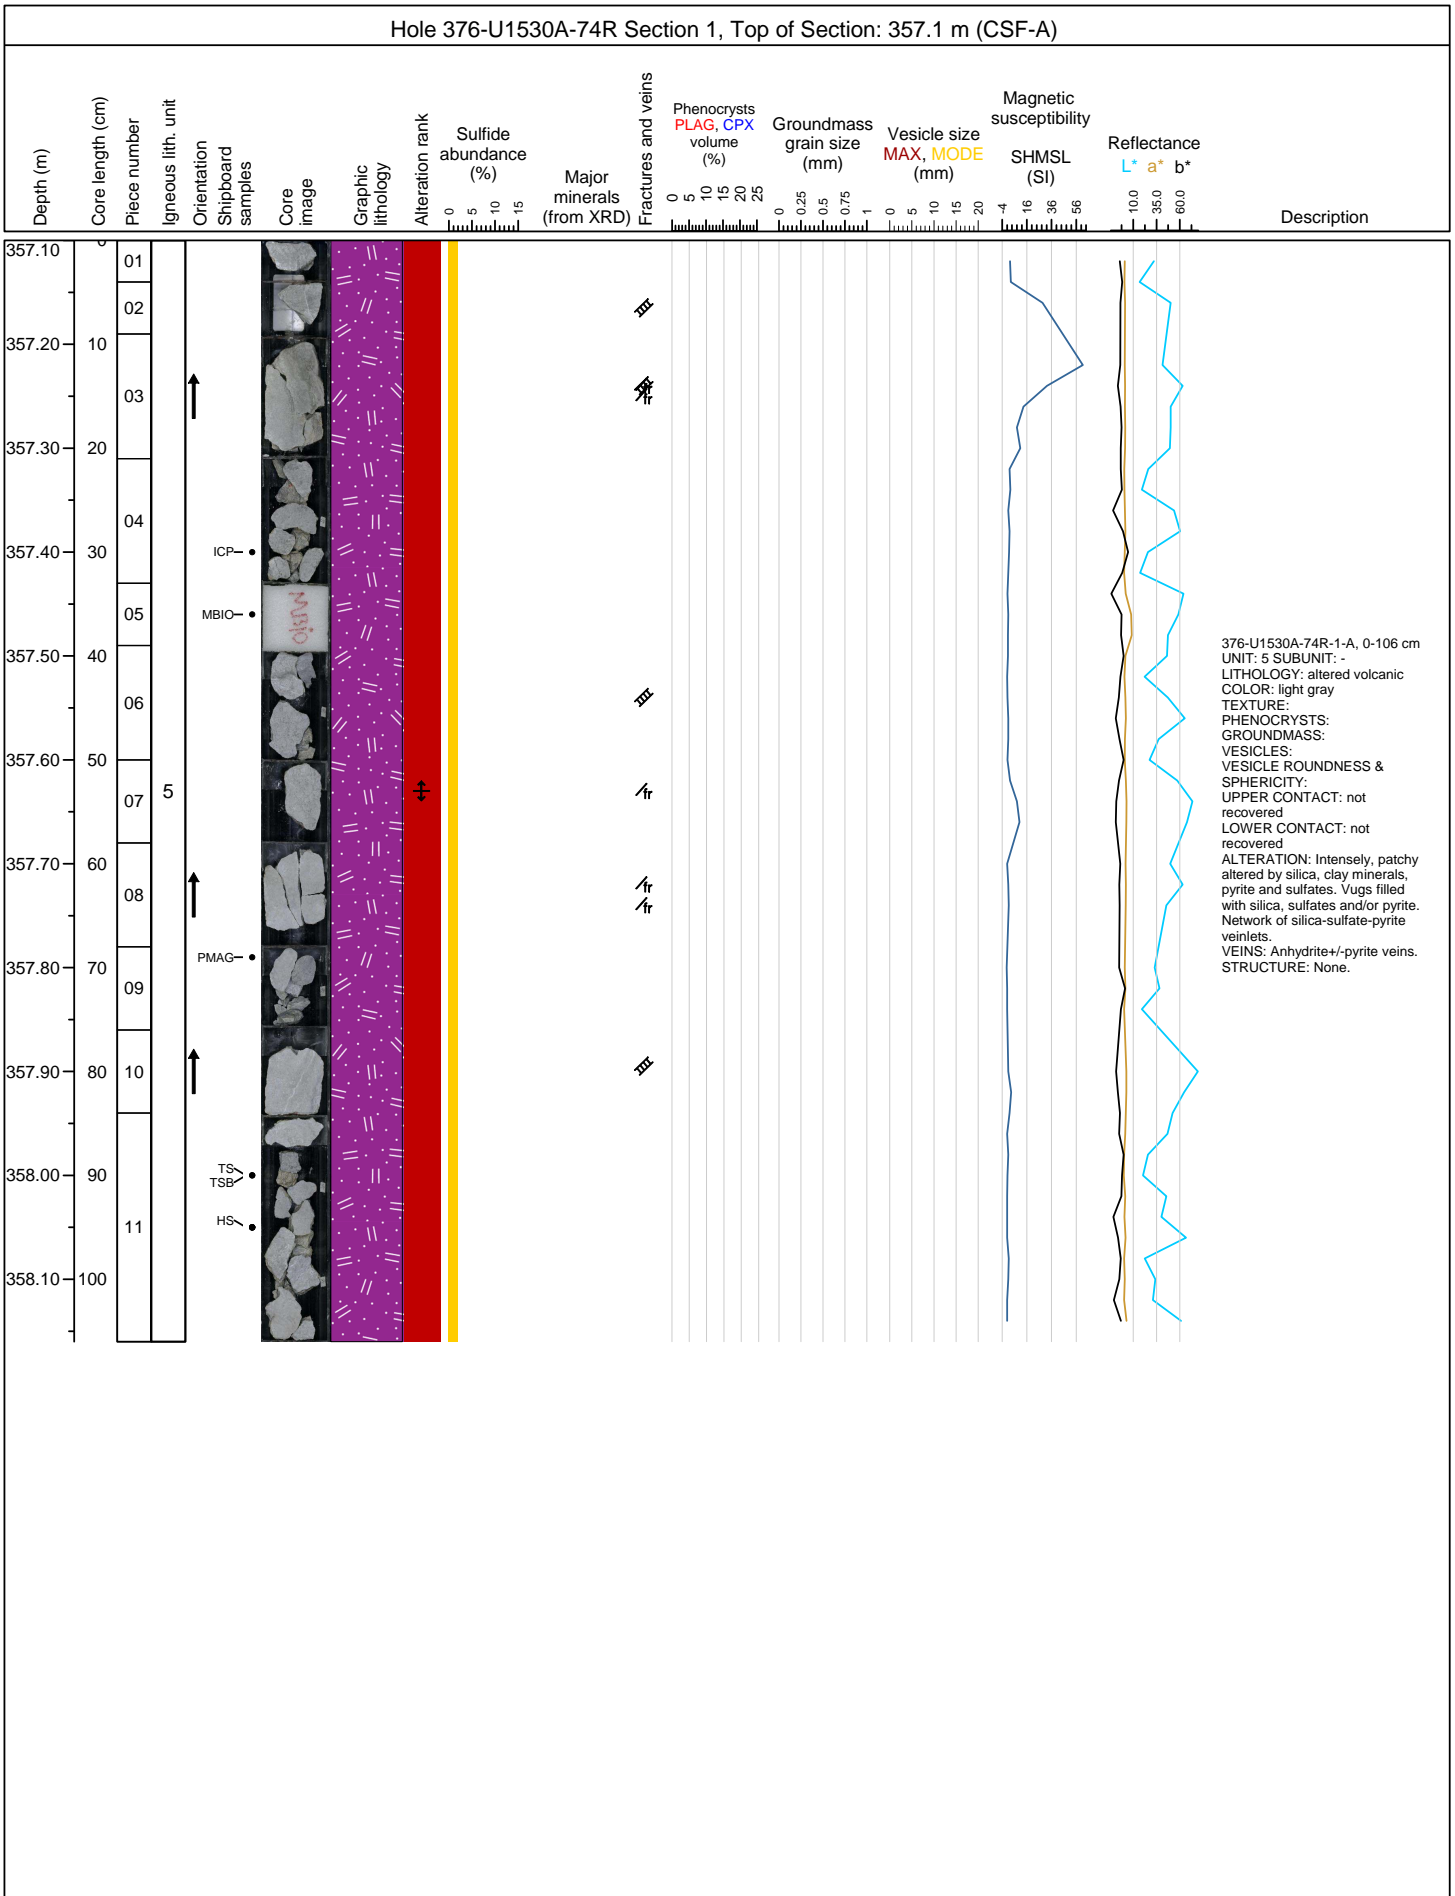 Hole 376-U1530A-74R Section 1, Top of Section: 357.1 m (CSF-A)
Depth (m)
Core length (cm)
Piece number
Igneous lith. unit
Orientation
Shipboard
samples
Core
image
Graphic
lithology
Alteration rank
Sulfide
abundance
(%)
0 5 10 15
Major
minerals
(from XRD)
Fractures and veins
Phenocrysts
PLAG, CPX
volume
(%)
0 5 10 15 20 25
Groundmass
grain size
(mm)
0 0.25 0.5 0.75 1
Vesicle size
MAX, MODE
(mm)
0 5 10 15 20
Magnetic
susceptibility
SHMSL
(SI)
-4 16 36 56
Reflectance
L* a* b*
10.0 35.0 60.0
Description
357.10 0 01
02
357.20 10
03
fr
fr
357.30 20
04
357.40 30 ICP
05 MBIO MBIO
357.50 40
06
357.60 50
07 5 fr
357.70 60
08 fr
fr
PMAG
357.80 70
09
357.90 80 10
TS
358.00 90
TSB
11 HS
358.10 100
376-U1530A-74R-1-A, 0-106 cm
UNIT: 5 SUBUNIT: -
LITHOLOGY: altered volcanic
COLOR: light gray
TEXTURE:
PHENOCRYSTS:
GROUNDMASS:
VESICLES:
VESICLE ROUNDNESS &
SPHERICITY:
UPPER CONTACT: not
recovered
LOWER CONTACT: not
recovered
ALTERATION: Intensely, patchy
altered by silica, clay minerals,
pyrite and sulfates. Vugs filled
with silica, sulfates and/or pyrite.
Network of silica-sulfate-pyrite
veinlets.
VEINS: Anhydrite+/-pyrite veins.
STRUCTURE: None.